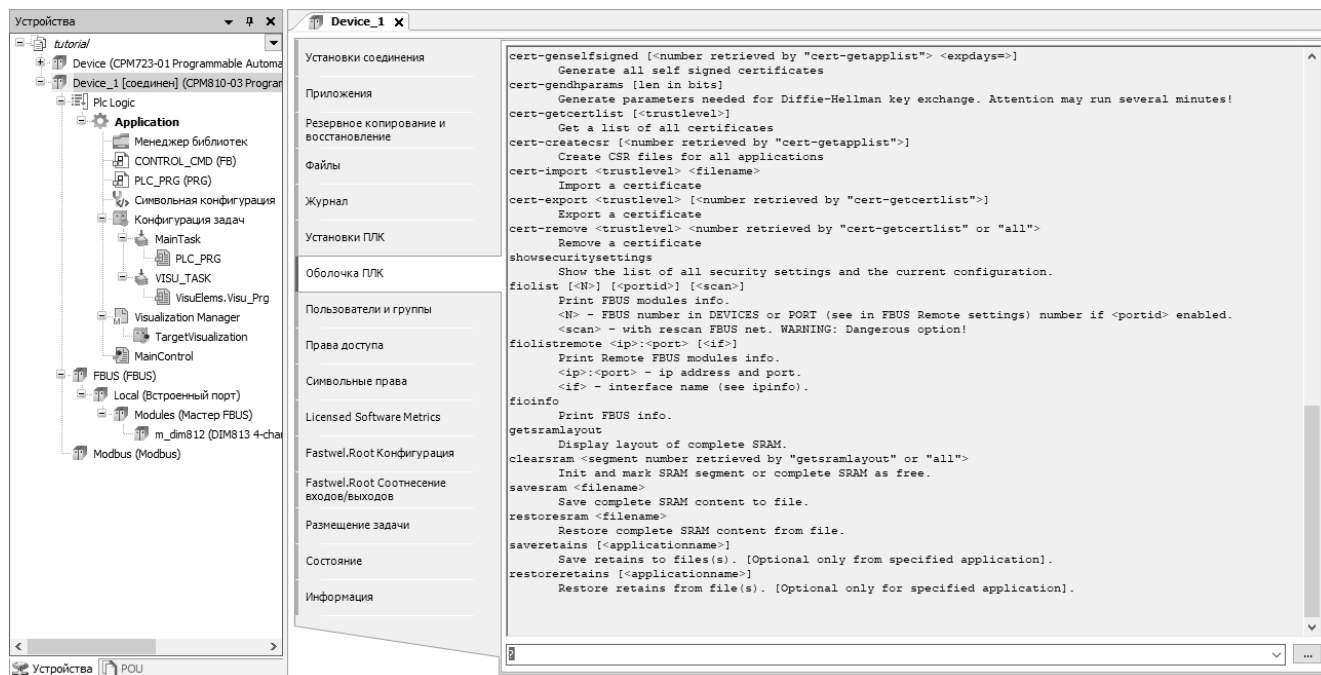 Устройства
tutorial
Device (CPM723-01 Programmable Automa
Device_1 [соединен] (CPM810-03 Program
Plc Logic
Application
Менеджер библиотек
CONTROL_CMD (FB)
PLC_PRG (PRG)
Символьная конфигурация
Конфигурация задач
MainTask
PLC_PRG
VISU_TASK
VisuElems.Visu_Prg
Visualization Manager
TargetVisualization
MainControl
FBUS (FBUS)
Local (Встроенный порт)
Modules (Мастер FBUS)
m_dim812 (DIM813 4-chan
Modbus (Modbus)
Устройства
POU
Device_1
Установки соединения
Приложения
Резервное копирование и
восстановление
Файлы
Журнал
Установки ПЛК
Оболочка ПЛК
Пользователи и группы
Права доступа
Символьные права
Licensed Software Metrics
Fastwel.Root Конфигурация
Fastwel.Root Соотнесение
входов/выходов
Размещение задачи
Состояние
Информация
cert-genselfsigned [<number retrieved by "cert-getapplist"> <expdays=>]
Generate all self signed certificates
cert-gendhparams [len in bits]
Generate parameters needed for Diffie-Hellman key exchange. Attention may run several minutes!
cert-getcertlist [<trustlevel>]
Get a list of all certificates
cert-createcsr [<number retrieved by "cert-getapplist">]
Create CSR files for all applications
cert-import <trustlevel> <filename>
Import a certificate
cert-export <trustlevel> [<number retrieved by "cert-getcertlist">]
Export a certificate
cert-remove <trustlevel> <number retrieved by "cert-getcertlist" or "all">
Remove a certificate
showsecuritysettings
Show the list of all security settings and the current configuration.
fiolist [<N>] [<portid>] [<scan>]
Print FBUS modules info.
<N> - FBUS number in DEVICES or PORT (see in FBUS Remote settings) number if <portid> enabled.
<scan> - with rescan FBUS net. WARNING: Dangerous option!
fiolistremote <ip>:<port> [<if>]
Print Remote FBUS modules info.
<ip>:<port> - ip address and port.
<if> - interface name (see ipinfo).
fioinfo
Print FBUS info.
getsramlayout
Display layout of complete SRAM.
clearsram <segment number retrieved by "getsramlayout" or "all">
Init and mark SRAM segment or complete SRAM as free.
savesram <filename>
Save complete SRAM content to file.
restoresram <filename>
Restore complete SRAM content from file.
saveretains [<applicationname>]
Save retains to files(s). [Optional only from specified application].
restoreretains [<applicationname>]
Restore retains from file(s). [Optional only for specified application].
?
...